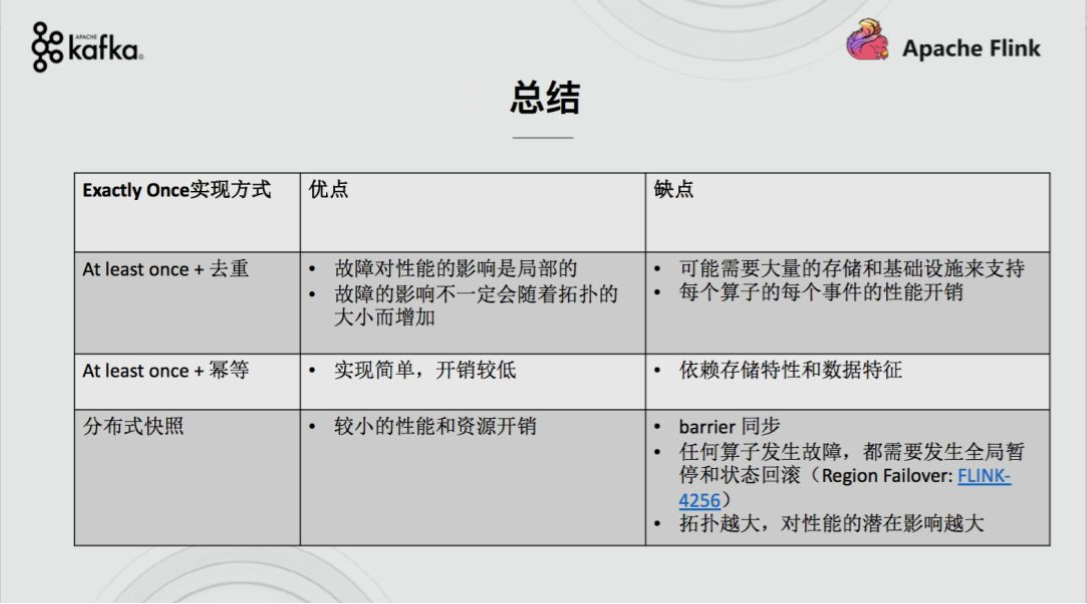 APACHE
kafka
Apache Flink
总结
Exactly Once实现方式
优点
缺点
At least once + 去重
• 故障对性能的影响是局部的
• 故障的影响不一定会随着拓扑的
大小而增加
• 可能需要大量的存储和基础设施来支持
• 每个算子的每个事件的性能开销
At least once + 幂等
• 实现简单，开销较低
• 依赖存储特性和数据特征
分布式快照
• 较小的性能和资源开销
• barrier 同步
• 任何算子发生故障，都需要发生全局暂
停和状态回滚（Region Failover: FLINK-
4256）
• 拓扑越大，对性能的潜在影响越大